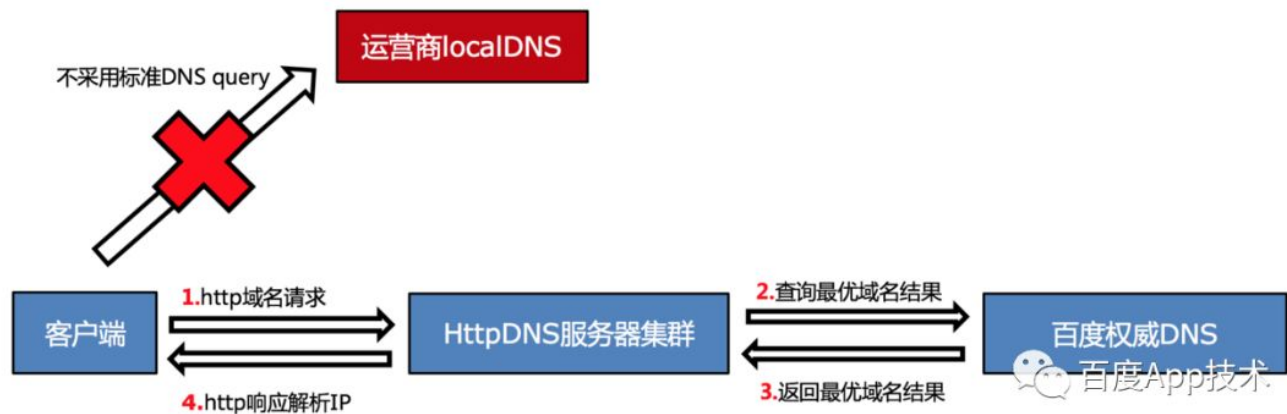 运营商localDNS
不采用标准DNS query
1.http域名请求
2.查询最优域名结果
客户端
HttpDNS服务器集群
百度权威DNS
百度App技术
4.http响应解析IP
3.返回最优域名结果